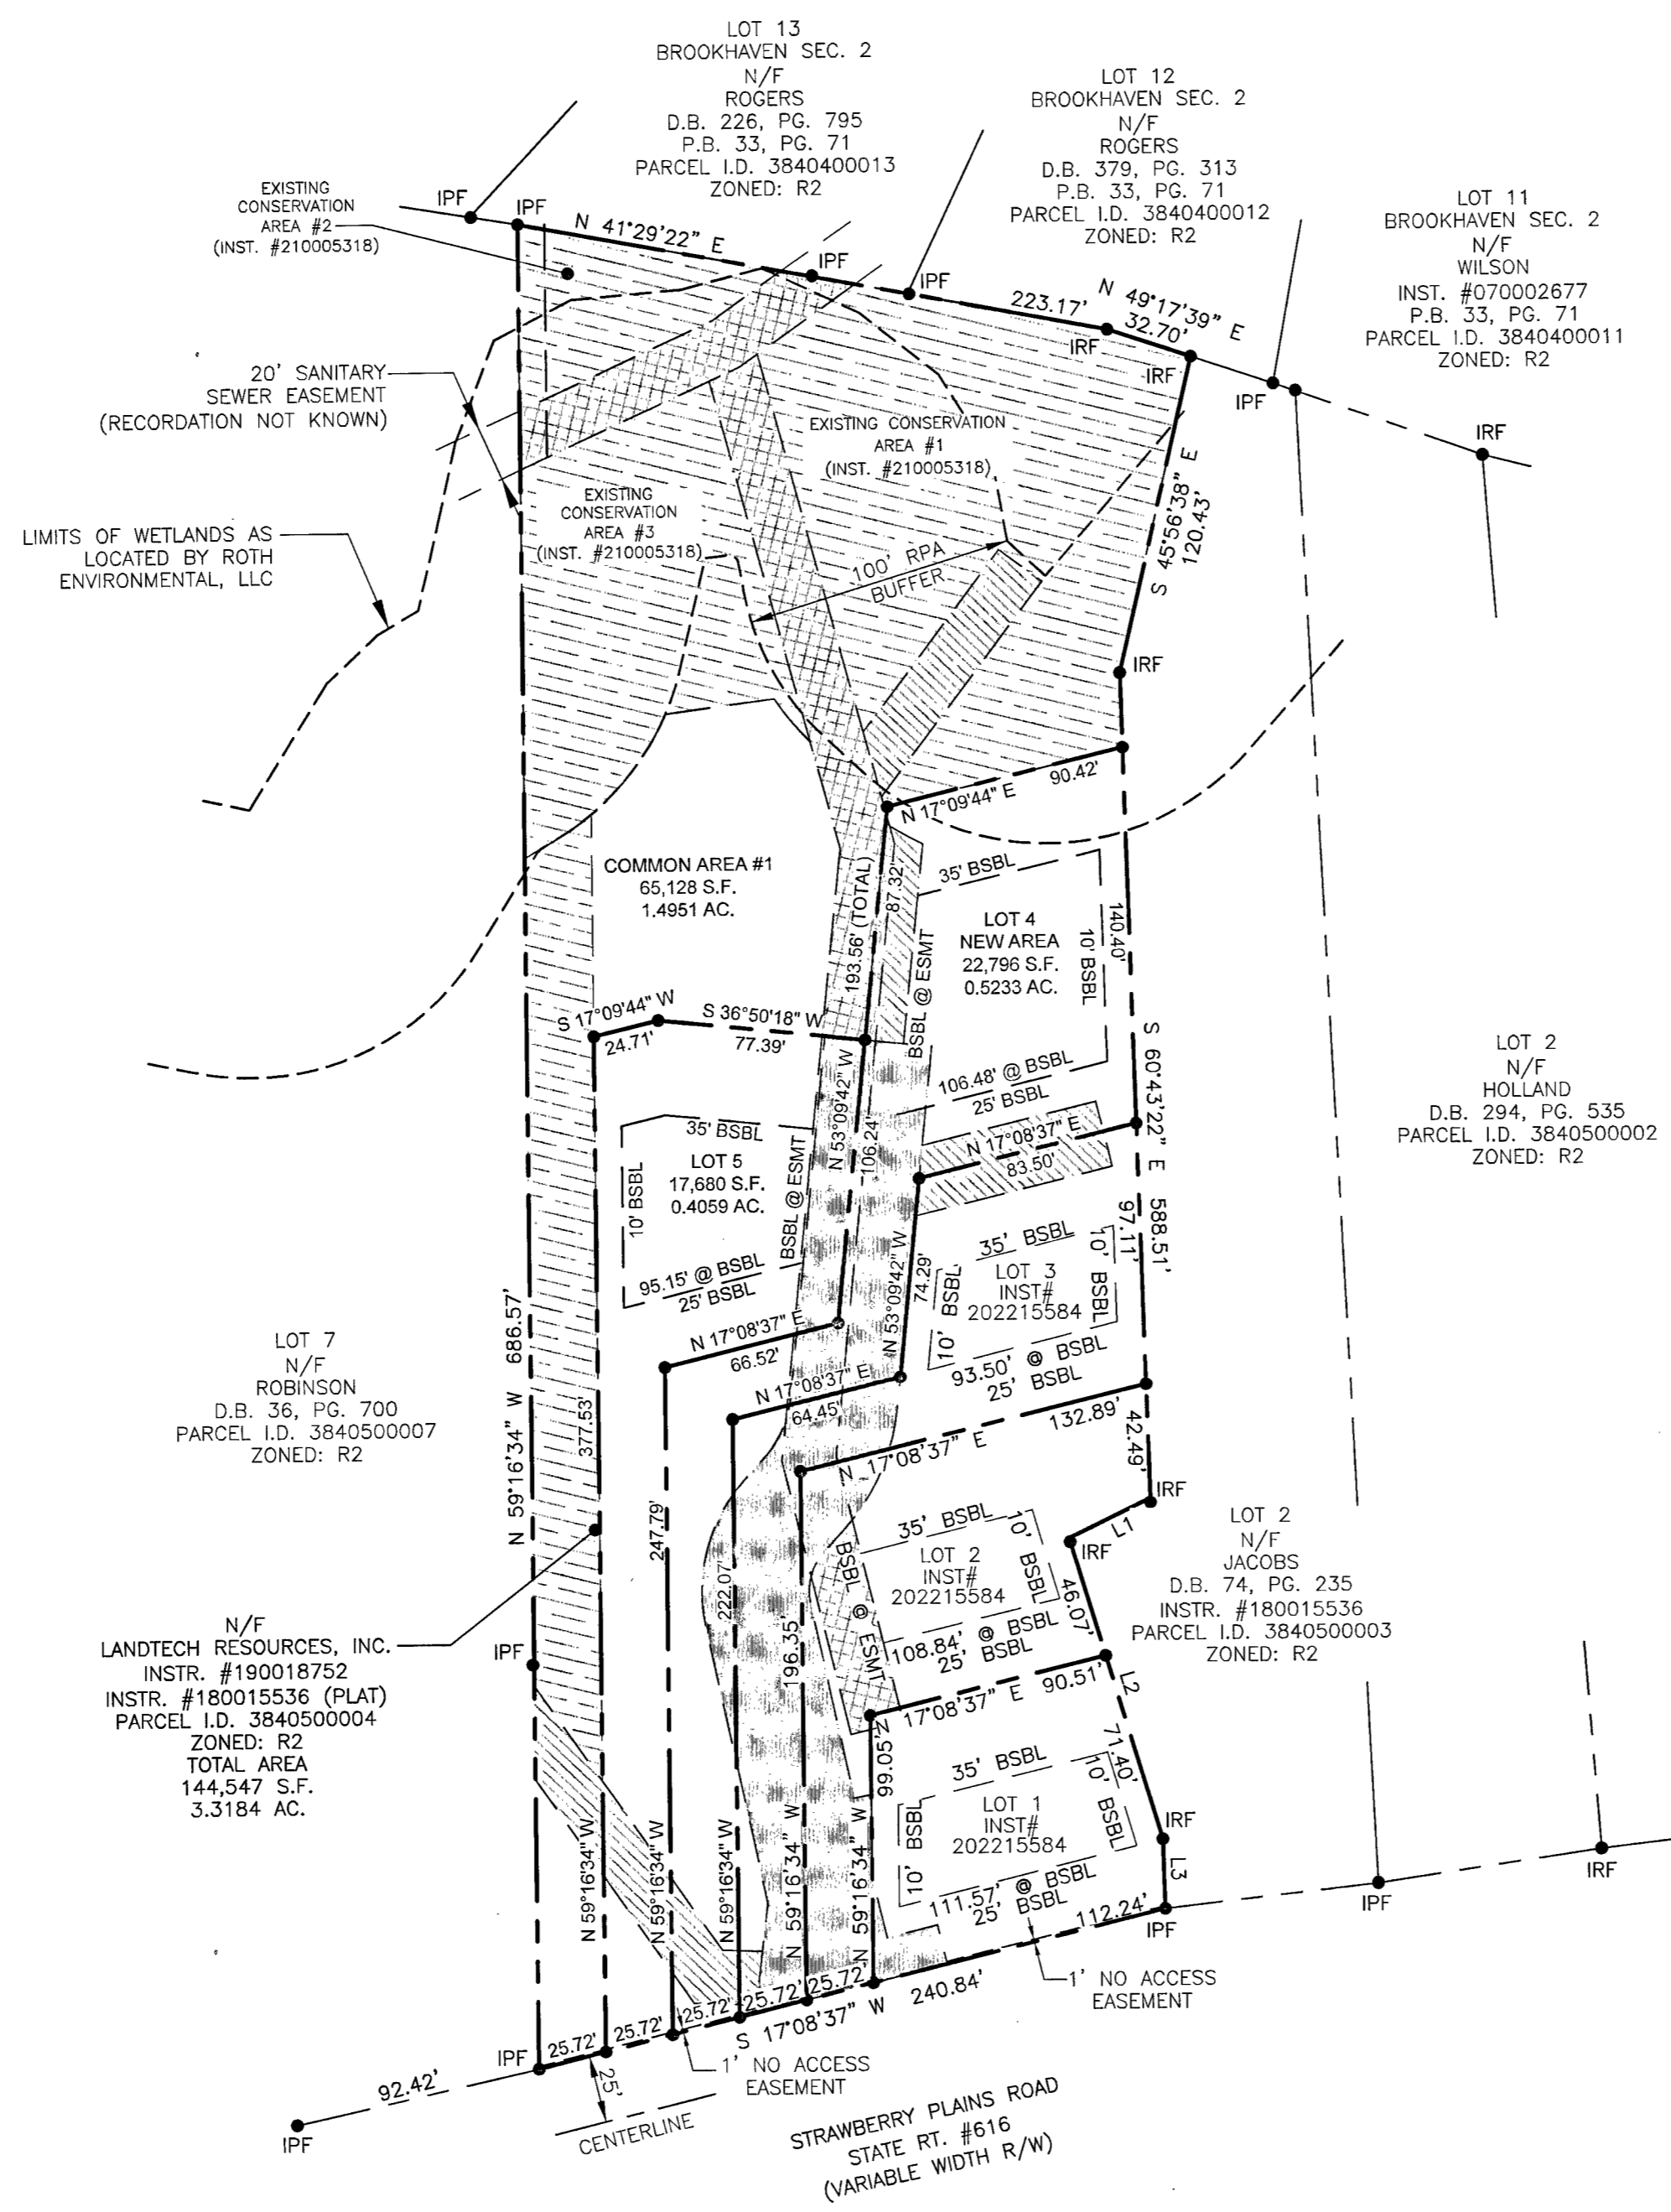 LOT 13
BROOKHAVEN SEC. 2
N/F
ROGERS
D.B. 226, PG. 795
P.B. 33, PG. 71
PARCEL I.D. 3840400013
ZONED: R2
LOT 12
BROOKHAVEN SEC. 2
N/F
ROGERS
D.B. 379, PG. 313
P.B. 33, PG. 71
PARCEL I.D. 3840400012
ZONED: R2
LOT 11
BROOKHAVEN SEC. 2
N/F
WILSON
INST. #070002677
P.B. 33, PG. 71
PARCEL I.D. 3840400011
ZONED: R2
EXISTING
CONSERVATION
AREA #2
(INST. #210005318)
IPF
IPF
N 41°29'22" E
IPF
IPF
223.17'
N 49°17'39" E
32.70'
IRF
IRF
IPF
IRF
20' SANITARY
SEWER EASEMENT
(RECORDATION NOT KNOWN)
EXISTING CONSERVATION
AREA #1
(INST. #210005318)
EXISTING
CONSERVATION
AREA #3
(INST. #210005318)
LIMITS OF WETLANDS AS
LOCATED BY ROTH
ENVIRONMENTAL, LLC
100' RPA
BUFFER
S 45°56'38" E
120.43'
IRF
90.42'
N 17°09'44" E
COMMON AREA #1
65,128 S.F.
1.4951 AC.
193.56' (TOTAL)
87.32'
35' BSBL
LOT 4
NEW AREA
22,796 S.F.
0.5233 AC.
BSBL @ ESMT
10' BSBL
140.40'
106.48' @ BSBL
25' BSBL
S 17°09'44" W
24.71'
S 36°50'18" W
77.39'
S 60°43'22" E 588.51'
LOT 2
N/F
HOLLAND
D.B. 294, PG. 535
PARCEL I.D. 3840500002
ZONED: R2
N 53°09'42" W
106.24'
35' BSBL
LOT 5
17,680 S.F.
0.4059 AC.
10' BSBL
BSBL @ ESMT
95.15' @ BSBL
25' BSBL
N 17°08'37" E
83.50'
97.11'
N 53°09'42" W
74.29'
35' BSBL
LOT 3
INST#
202215584
10' BSBL
10' BSBL
93.50' @ BSBL
25' BSBL
N 17°08'37" E
66.52'
N 17°08'37" E
64.45'
132.89'
N 17°08'37" E
42.49'
LOT 7
N/F
ROBINSON
D.B. 36, PG. 700
PARCEL I.D. 3840500007
ZONED: R2
N 59°16'34" W 686.57'
377.53'
247.79'
222.07'
196.35'
IRF
L1
IRF
35' BSBL
10' BSBL
LOT 2
INST#
202215584
BSBL @ ESMT
108.84' @ BSBL
25' BSBL
46.07'
LOT 2
N/F
JACOBS
D.B. 74, PG. 235
INSTR. #180015536
PARCEL I.D. 3840500003
ZONED: R2
N/F
LANDTECH RESOURCES, INC.
INSTR. #190018752
INSTR. #180015536 (PLAT)
PARCEL I.D. 3840500004
ZONED: R2
TOTAL AREA
144,547 S.F.
3.3184 AC.
IPF
N 17°08'37" E 90.51'
L2
71.40'
99.05'
35' BSBL
10' BSBL
LOT 1
INST#
202215584
10' BSBL
111.57' @ BSBL
25' BSBL
IRF
L3
IPF
112.24'
IPF
IRF
N 59°16'34" W
N 59°16'34" W
N 59°16'34" W
N 59°16'34" W
N 59°16'34" W
25.72'
25.72'
25.72'
25.72'
25.72'
S 17°08'37" W 240.84'
1' NO ACCESS
EASEMENT
1' NO ACCESS
EASEMENT
IPF
92.42'
IPF
25'
CENTERLINE
STRAWBERRY PLAINS ROAD
STATE RT. #616
(VARIABLE WIDTH R/W)